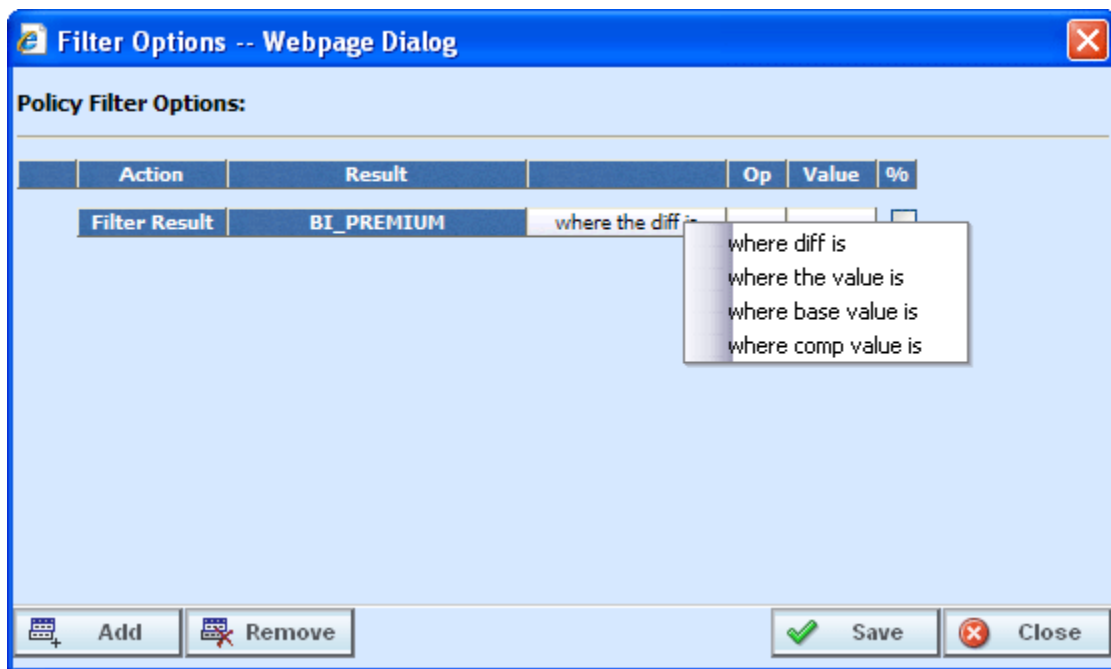 Filter Options -- Webpage Dialog
Policy Filter Options:
Action Result Op Value %
Filter Result BI_PREMIUM where the diff is
where diff is
where the value is
where base value is
where comp value is
Add Remove Save Close